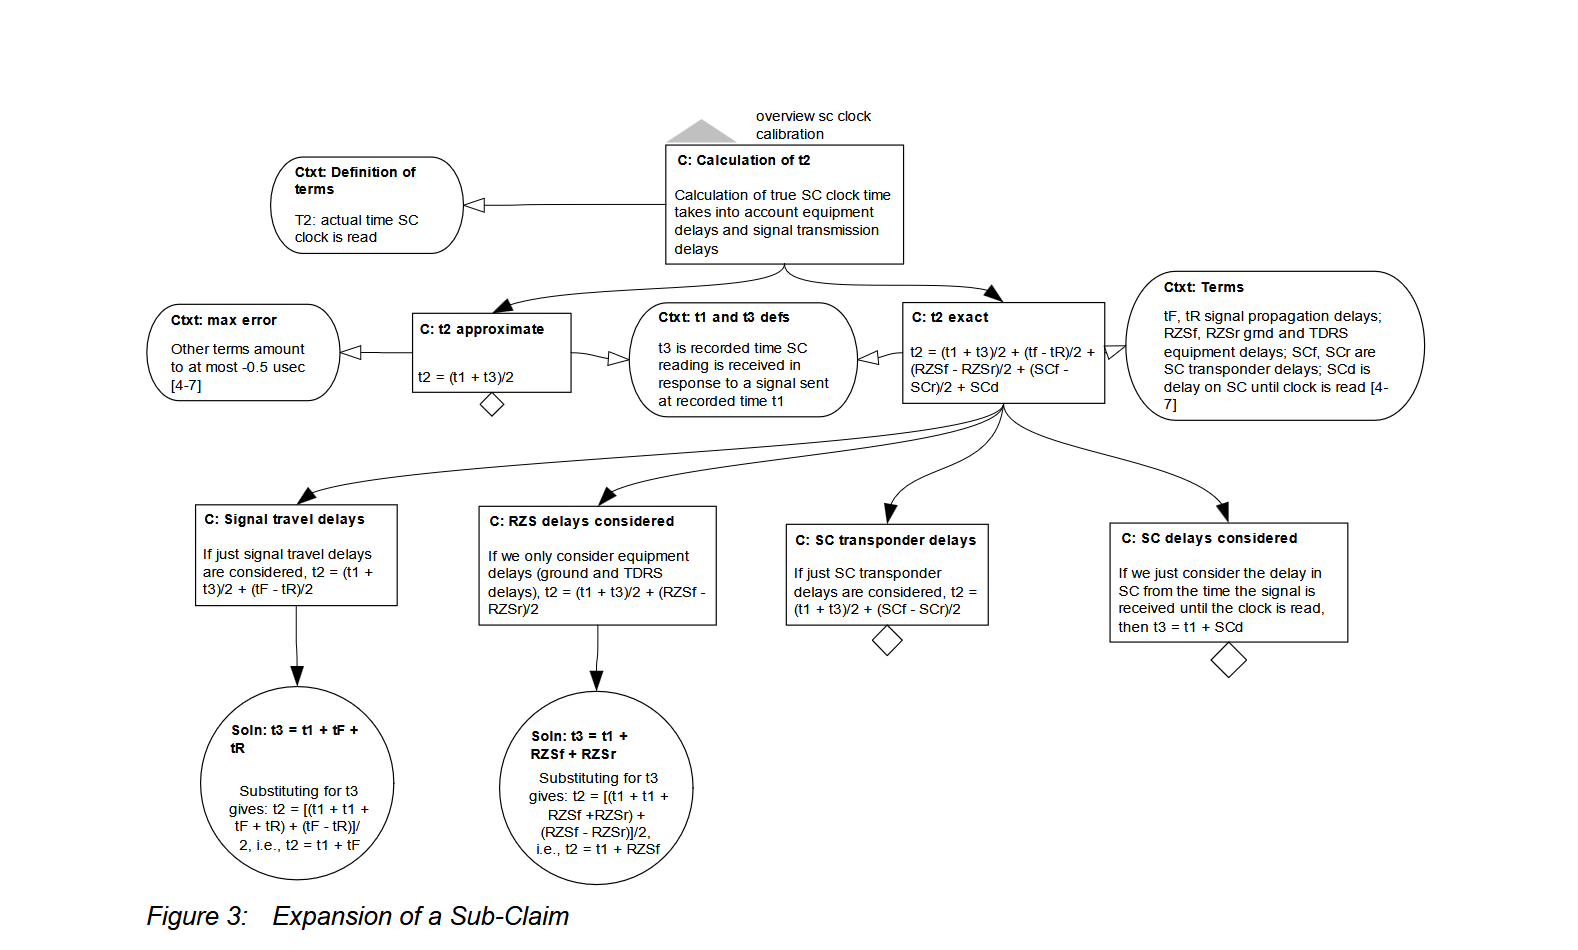 overview sc clock
calibration
C: Calculation of t2
Calculation of true SC clock time
takes into account equipment
delays and signal transmission
delays
Ctxt: Definition of
terms
T2: actual time SC
clock is read
Ctxt: max error
Other terms amount
to at most -0.5 usec
[4-7]
C: t2 approximate
t2 = (t1 + t3)/2
Ctxt: t1 and t3 defs
t3 is recorded time SC
reading is received in
response to a signal sent
at recorded time t1
C: t2 exact
t2 = (t1 + t3)/2 + (tf - tR)/2 +
(RZSf - RZSr)/2 + (SCf -
SCr)/2 + SCd
Ctxt: Terms
tF, tR signal propagation delays;
RZSf, RZSr grnd and TDRS
equipment delays; SCf, SCr are
SC transponder delays; SCd is
delay on SC until clock is read [4-
7]
C: Signal travel delays
If just signal travel delays
are considered, t2 = (t1 +
t3)/2 + (tF - tR)/2
C: RZS delays considered
If we only consider equipment
delays (ground and TDRS
delays), t2 = (t1 + t3)/2 + (RZSf -
RZSr)/2
C: SC transponder delays
If just SC transponder
delays are considered, t2 =
(t1 + t3)/2 + (SCf - SCr)/2
C: SC delays considered
If we just consider the delay in
SC from the time the signal is
received until the clock is read,
then t3 = t1 + SCd
Soln: t3 = t1 + tF +
tR
Substituting for t3
gives: t2 = [(t1 + t1 +
tF + tR) + (tF - tR)]/
2, i.e., t2 = t1 + tF
Soln: t3 = t1 +
RZSf + RZSr
Substituting for t3
gives: t2 = [(t1 + t1 +
RZSf +RZSr) +
(RZSf - RZSr)]/2,
i.e., t2 = t1 + RZSf
Figure 3: Expansion of a Sub-Claim